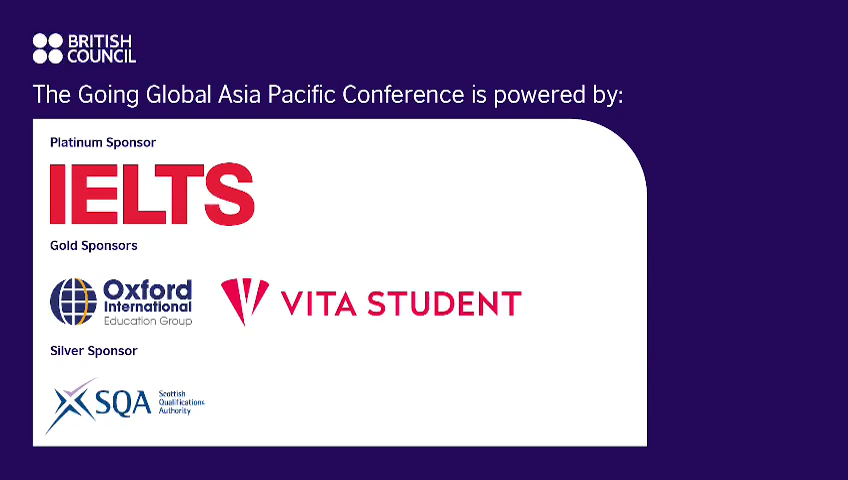 BRITISH
COUNCIL
The Going Global Asia Pacific Conference is powered by:
Platinum Sponsor
IELTS
Gold Sponsors
Oxford
International
Education Group
VITA STUDENT
Silver Sponsor
SQA
Scottish
Qualifications
Authority